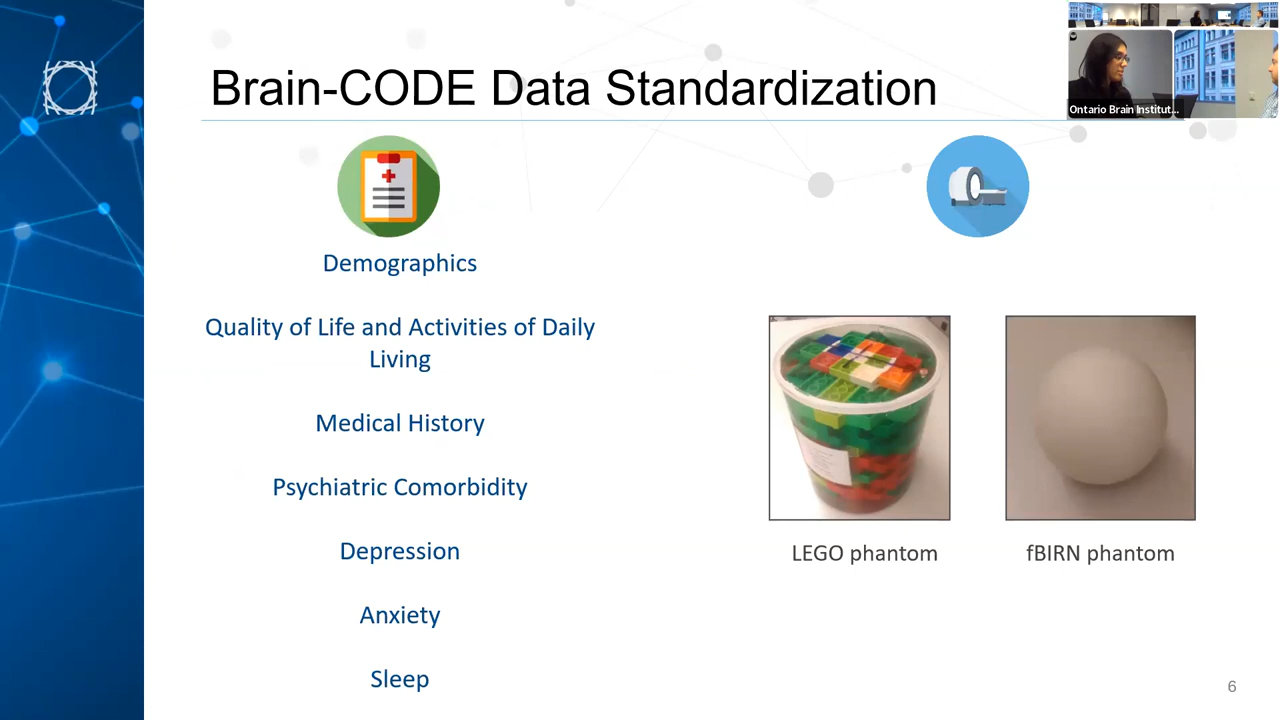 Brain-CODE Data Standardization
Ontario Brain Institut...
Demographics
Quality of Life and Activities of Daily
Living
Medical History
Psychiatric Comorbidity
Depression
Anxiety
Sleep
LEGO phantom
fBIRN phantom
6